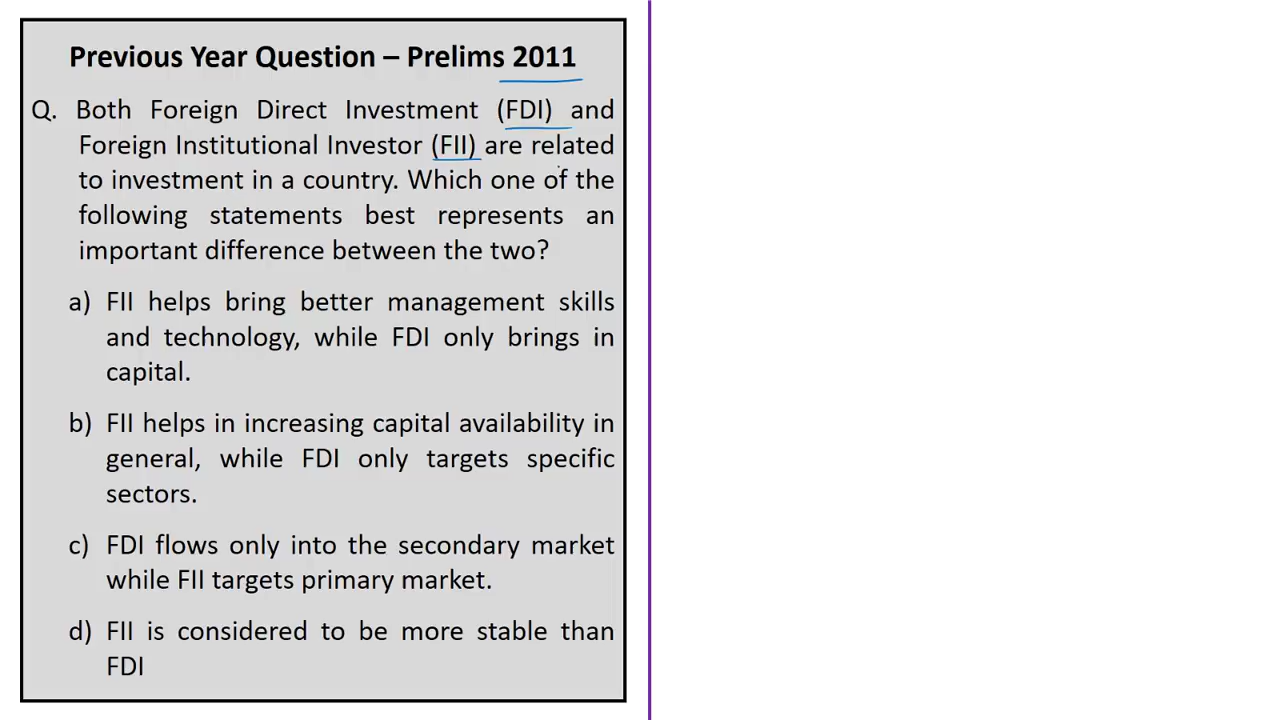 Previous Year Question – Prelims 2011
Q. Both Foreign Direct Investment (FDI) and
Foreign Institutional Investor (FII) are related
to investment in a country. Which one of the
following statements best represents an
important difference between the two?
a) FII helps bring better management skills
and technology, while FDI only brings in
capital.
b) FII helps in increasing capital availability in
general, while FDI only targets specific
sectors.
c) FDI flows only into the secondary market
while FII targets primary market.
d) FII is considered to be more stable than
FDI